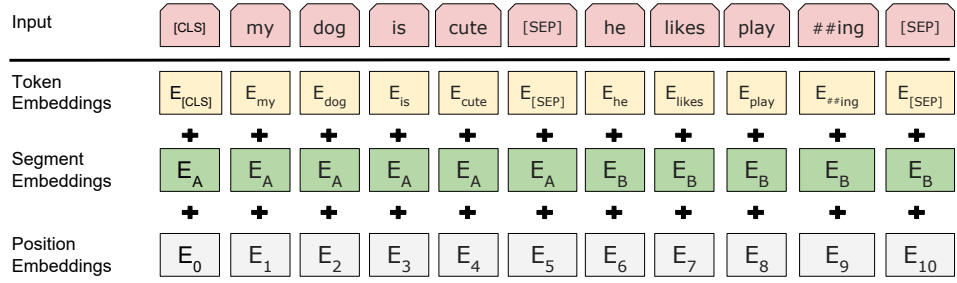 Input [CLS] my dog is cute [SEP] he likes play ##ing [SEP]
Token
Embeddings
E[CLS] Emy Edog Eis Ecute E[SEP] Ehe Elikes Eplay E##ing E[SEP]
+ + + + + + + + + + +
Segment
Embeddings
EA EA EA EA EA EA EB EB EB EB EB
+ + + + + + + + + + +
Position
Embeddings
E0 E1 E2 E3 E4 E5 E6 E7 E8 E9 E10